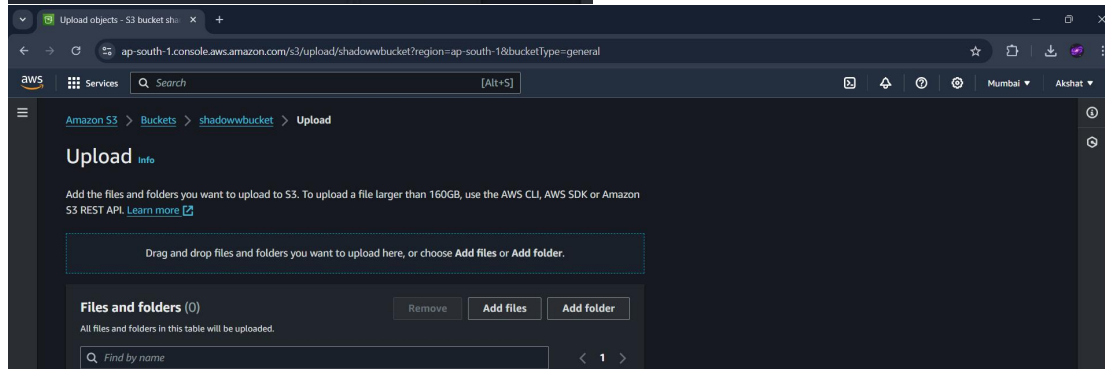 Upload objects - S3 bucket sha
ap-south-1.console.aws.amazon.com/s3/upload/shadowwbucket?region=ap-south-1&bucketType=general
aws Services Search [Alt+S] Mumbai Akshat
Amazon S3 > Buckets > shadowwbucket > Upload
Upload Info
Add the files and folders you want to upload to S3. To upload a file larger than 160GB, use the AWS CLI, AWS SDK or Amazon
S3 REST API. Learn more
Drag and drop files and folders you want to upload here, or choose Add files or Add folder.
Files and folders (0) Remove Add files Add folder
All files and folders in this table will be uploaded.
Find by name < 1 >